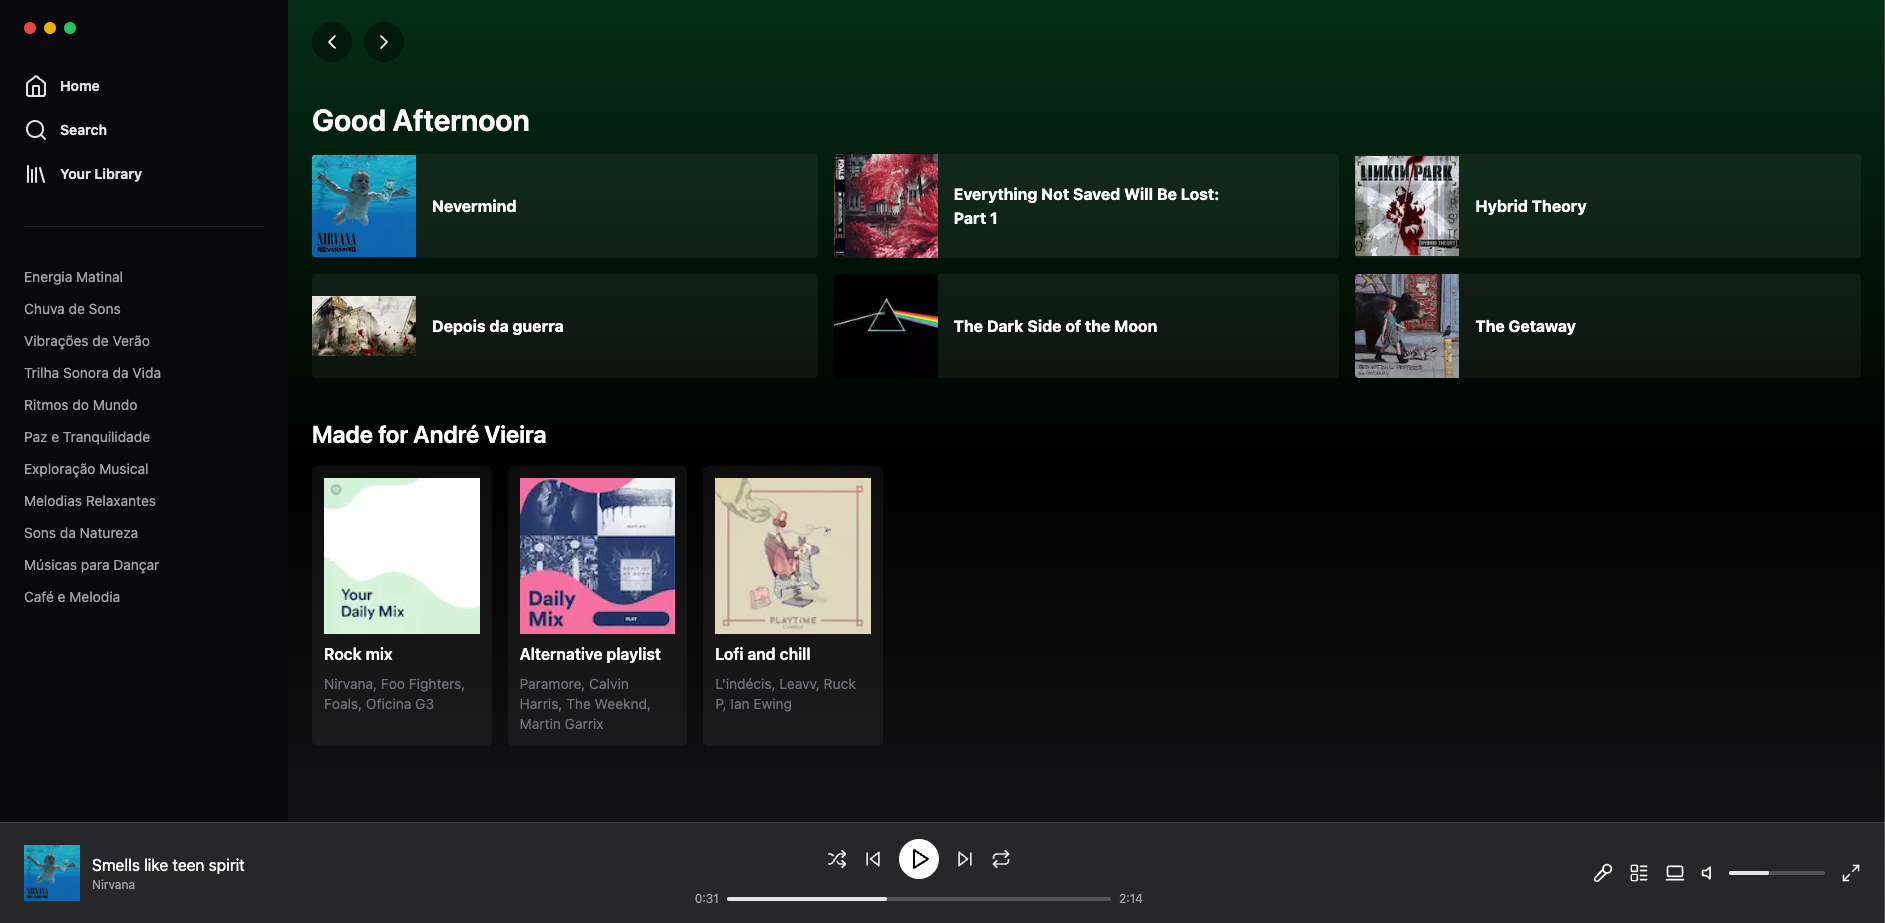 Home
Search
Your Library
Energia Matinal
Chuva de Sons
Vibrações de Verão
Trilha Sonora da Vida
Ritmos do Mundo
Paz e Tranquilidade
Exploração Musical
Melodias Relaxantes
Sons da Natureza
Músicas para Dançar
Café e Melodia
Good Afternoon
NIRVANA
NEVERMIND
Nevermind
FOALS
Everything Not Saved Will Be Lost:
Part 1
LINKIN PARK
[HYBRID THEORY]
Hybrid Theory
Depois da guerra
The Dark Side of the Moon
The Getaway
Made for André Vieira
Your
Daily Mix
Rock mix
Nirvana, Foo Fighters,
Foals, Oficina G3
Daily
Mix
PLAY
Alternative playlist
Paramore, Calvin
Harris, The Weeknd,
Martin Garrix
PLAYTIME
Lofi and chill
L'indécis, Leavv, Ruck
P, Ian Ewing
Smells like teen spirit
Nirvana
0:31
2:14